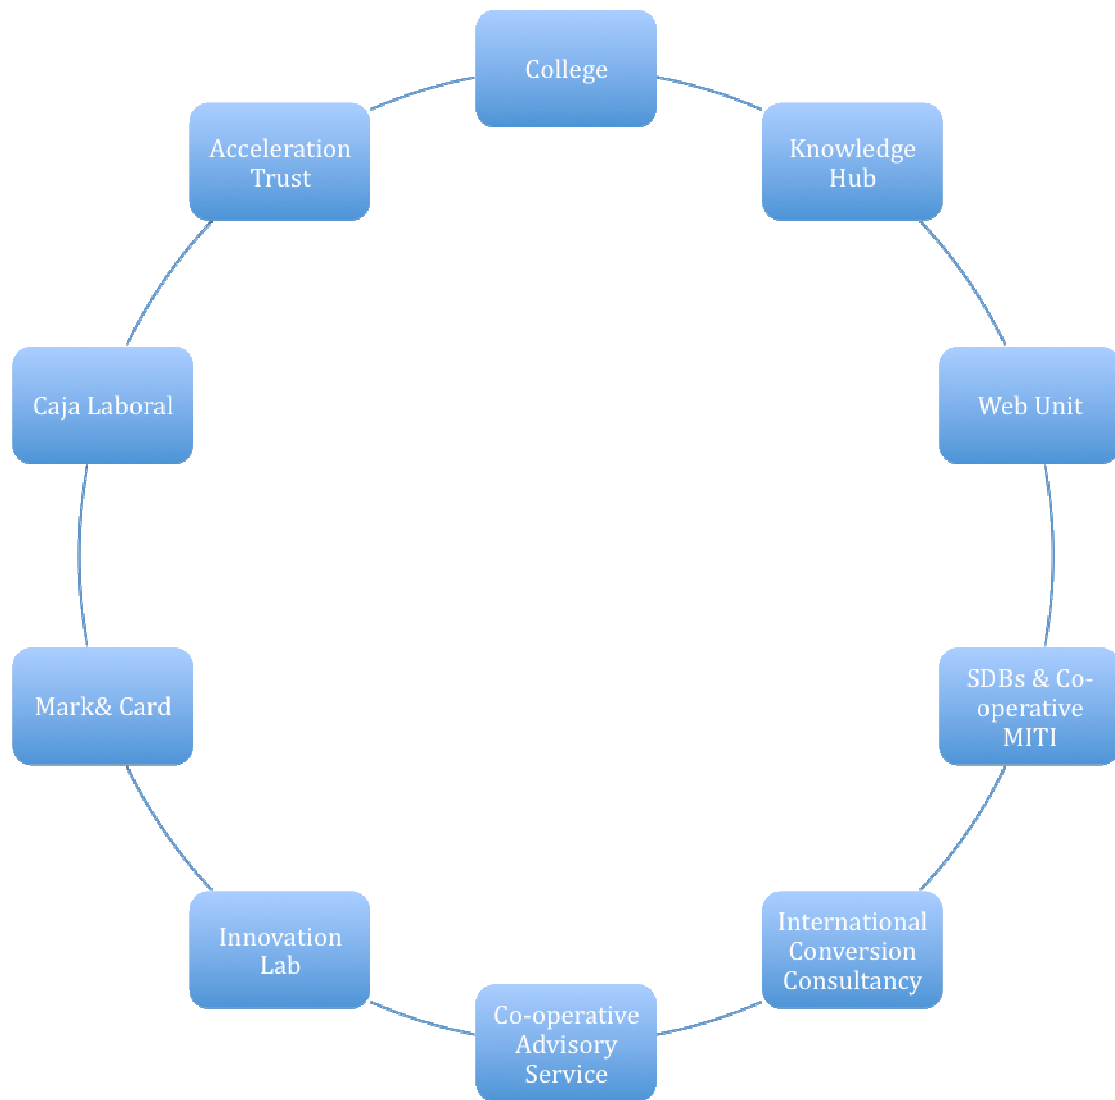 College
Knowledge
Hub
Web Unit
SDBs & Co-
operative
MITI
International
Conversion
Consultancy
Co-operative
Advisory
Service
Innovation
Lab
Mark& Card
Caja Laboral
Acceleration
Trust